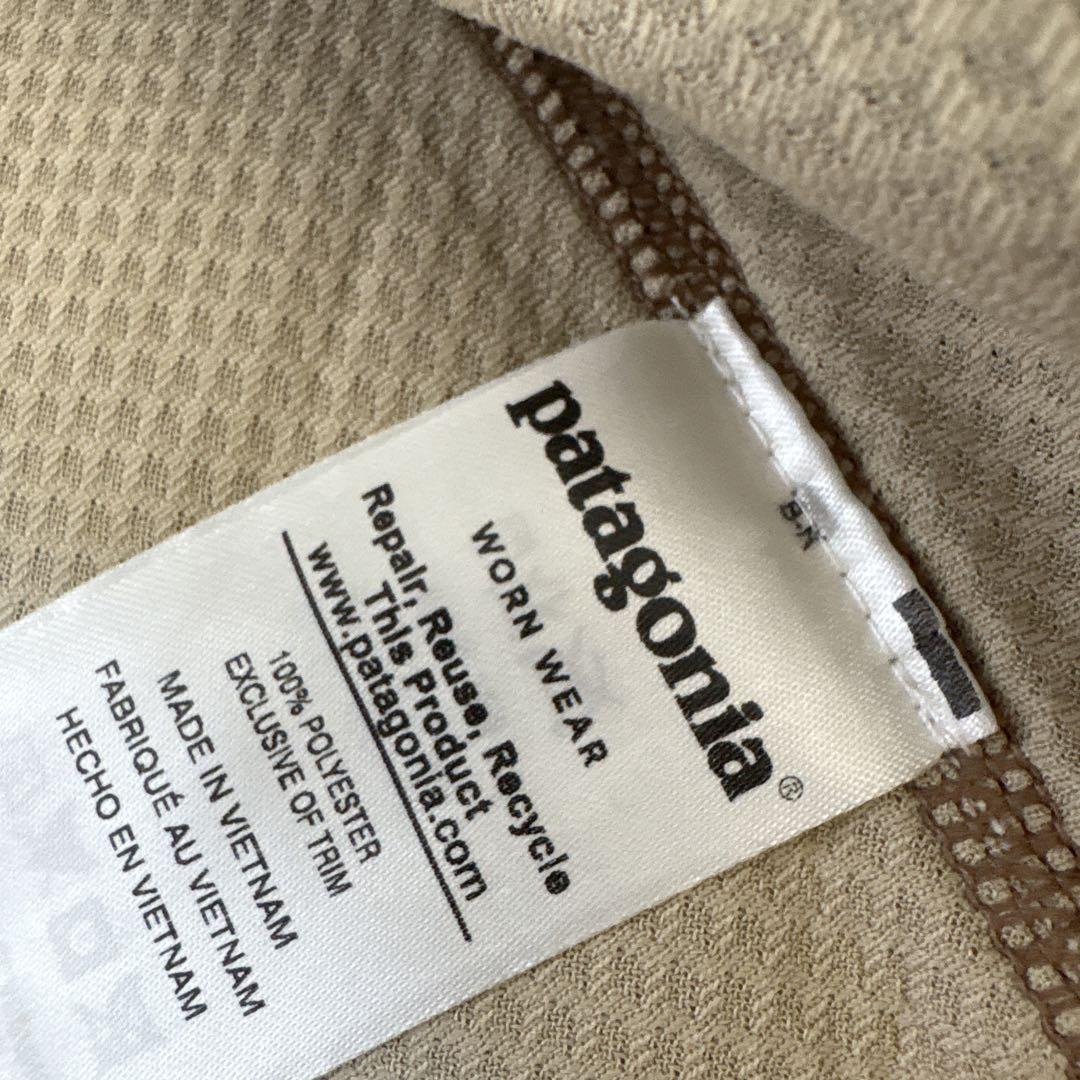 patagonia®
WORN WEAR
Repair, Reuse, Recycle
This Product
www.patagonia.com
100% POLYESTER
EXCLUSIVE OF TRIM
MADE IN VIETNAM
FABRIQUÉ AU VIETNAM
HECHO EN VIETNAM